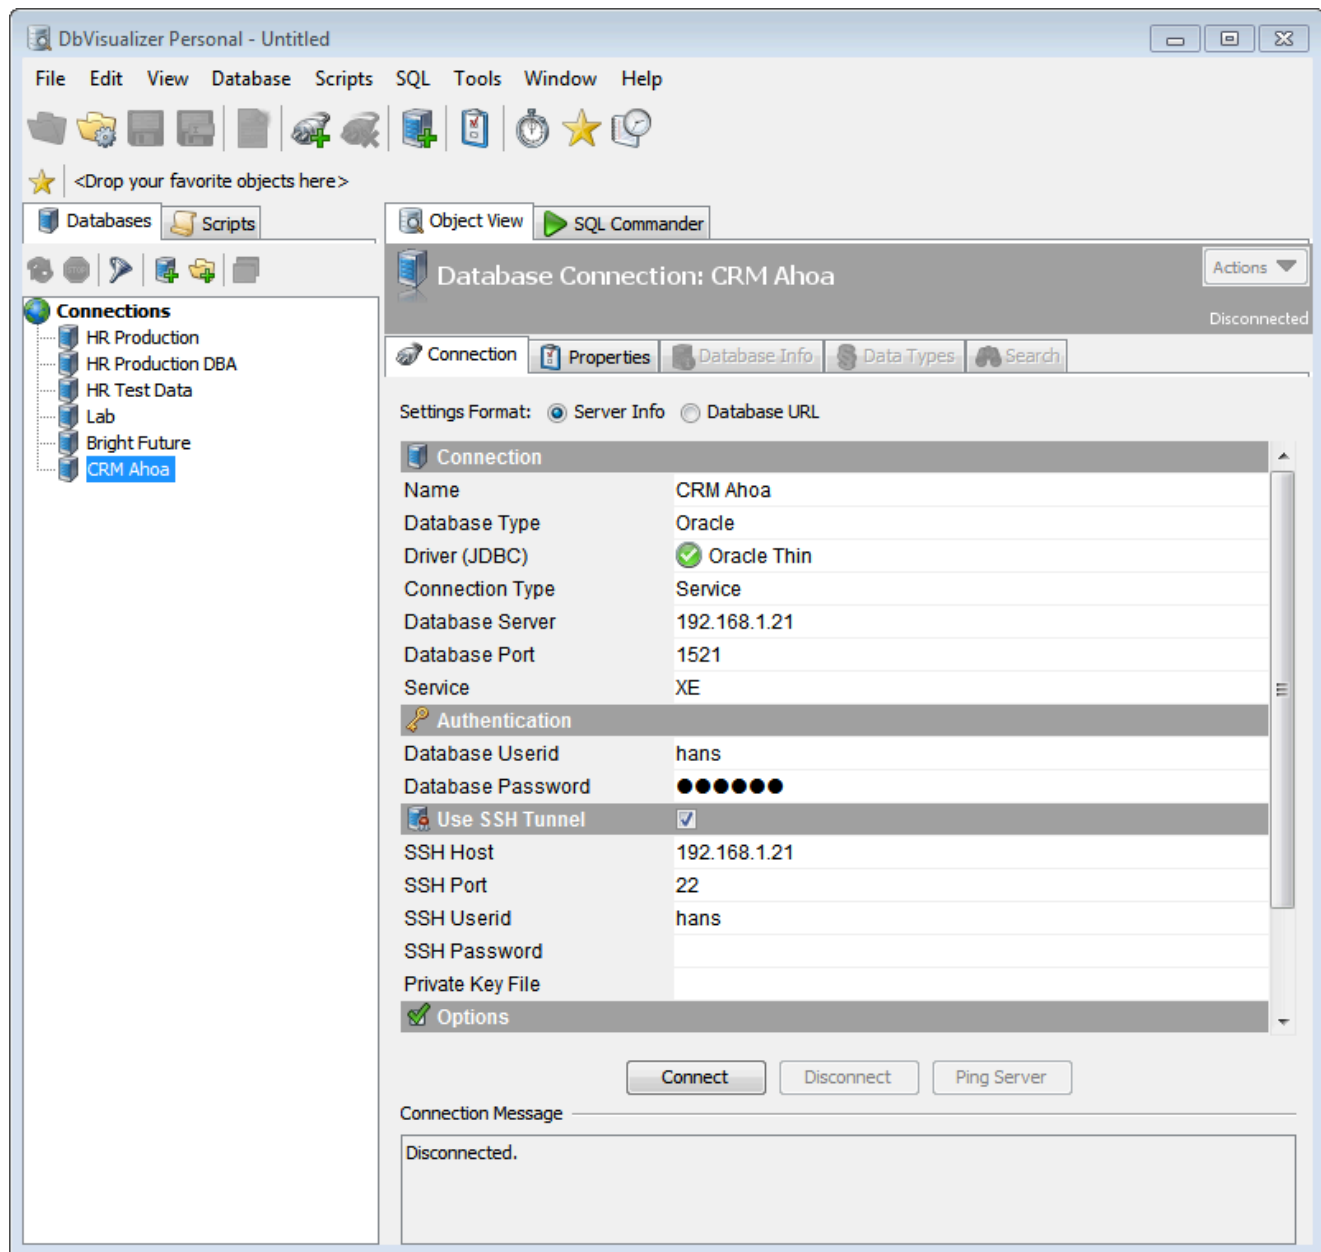 DbVisualizer Personal - Untitled
File Edit View Database Scripts SQL Tools Window Help
<Drop your favorite objects here>
Databases Scripts
Connections
HR Production
HR Production DBA
HR Test Data
Lab
Bright Future
CRM Ahoa
Object View SQL Commander
Database Connection: CRM Ahoa
Actions
Disconnected
Connection Properties Database Info Data Types Search
Settings Format: Server Info Database URL
Connection
Name CRM Ahoa
Database Type Oracle
Driver (JDBC) Oracle Thin
Connection Type Service
Database Server 192.168.1.21
Database Port 1521
Service XE
Authentication
Database Userid hans
Database Password ●●●●●●
Use SSH Tunnel
SSH Host 192.168.1.21
SSH Port 22
SSH Userid hans
SSH Password
Private Key File
Options
Connect Disconnect Ping Server
Connection Message
Disconnected.